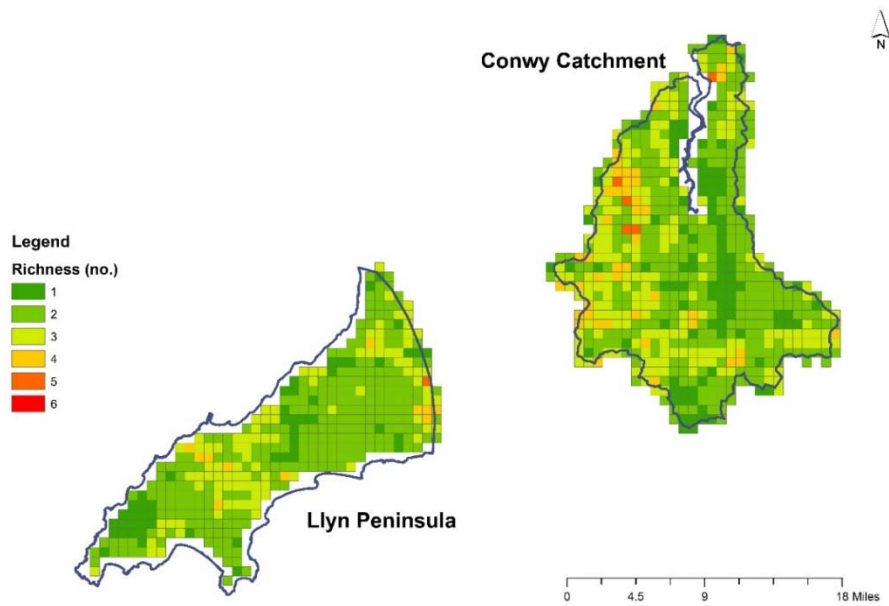 N
Conwy Catchment
Legend
Richness (no.)
1
2
3
4
5
6
Llyn Peninsula
0 4.5 9 18 Miles